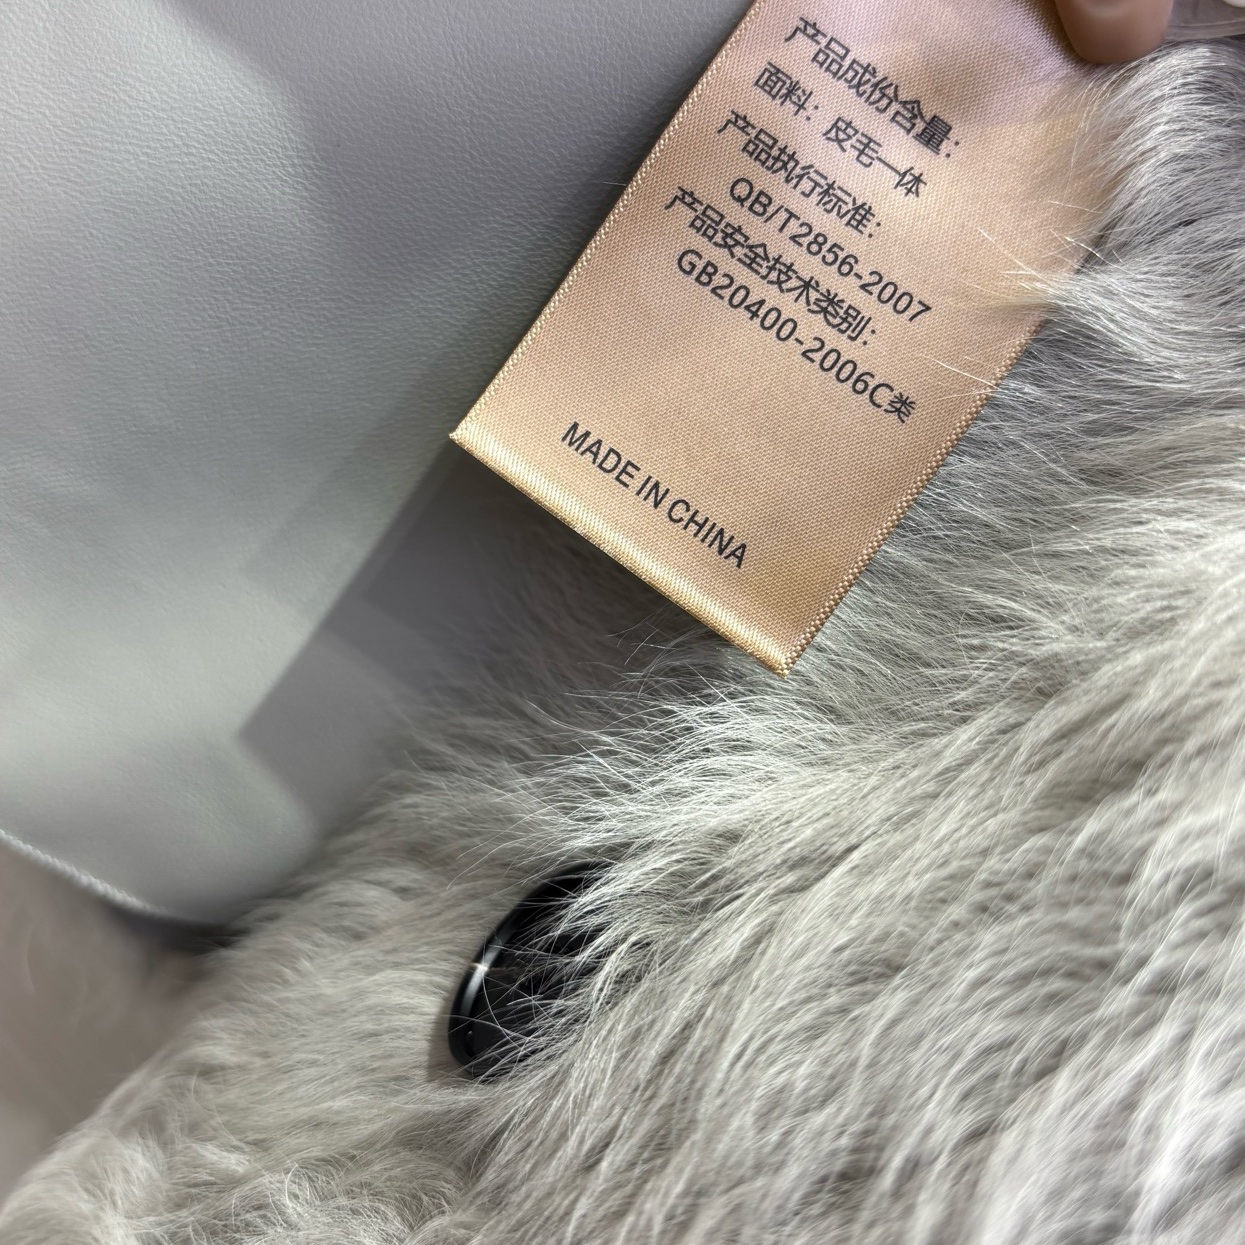 产品成份含量：
面料：皮毛一体
产品执行标准：
QB/T2856-2007
产品安全技术类别：
GB20400-2006C类
MADE IN CHINA